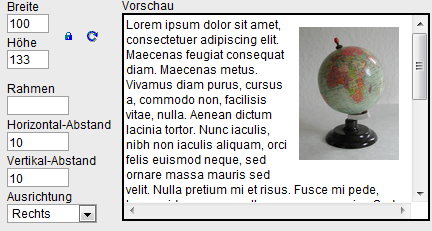 Breite
100
Höhe
133
Rahmen
Horizontal-Abstand
10
Vertikal-Abstand
10
Ausrichtung
Rechts
Vorschau
Lorem ipsum dolor sit amet,
consectetuer adipiscing elit.
Maecenas feugiat consequat
diam. Maecenas metus.
Vivamus diam purus, cursus
a, commodo non, facilisis
vitae, nulla. Aenean dictum
lacinia tortor. Nunc iaculis,
nibh non iaculis aliquam, orci
felis euismod neque, sed
ornare massa mauris sed
velit. Nulla pretium mi et risus. Fusce mi pede,